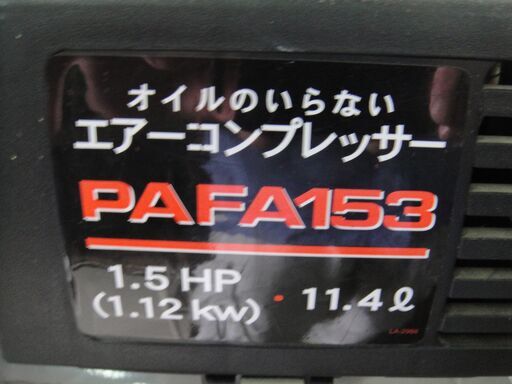 オイルのいらない
エアーコンプレッサー
PAFA153
1.5 HP
(1.12 kw) · 11.4ℓ